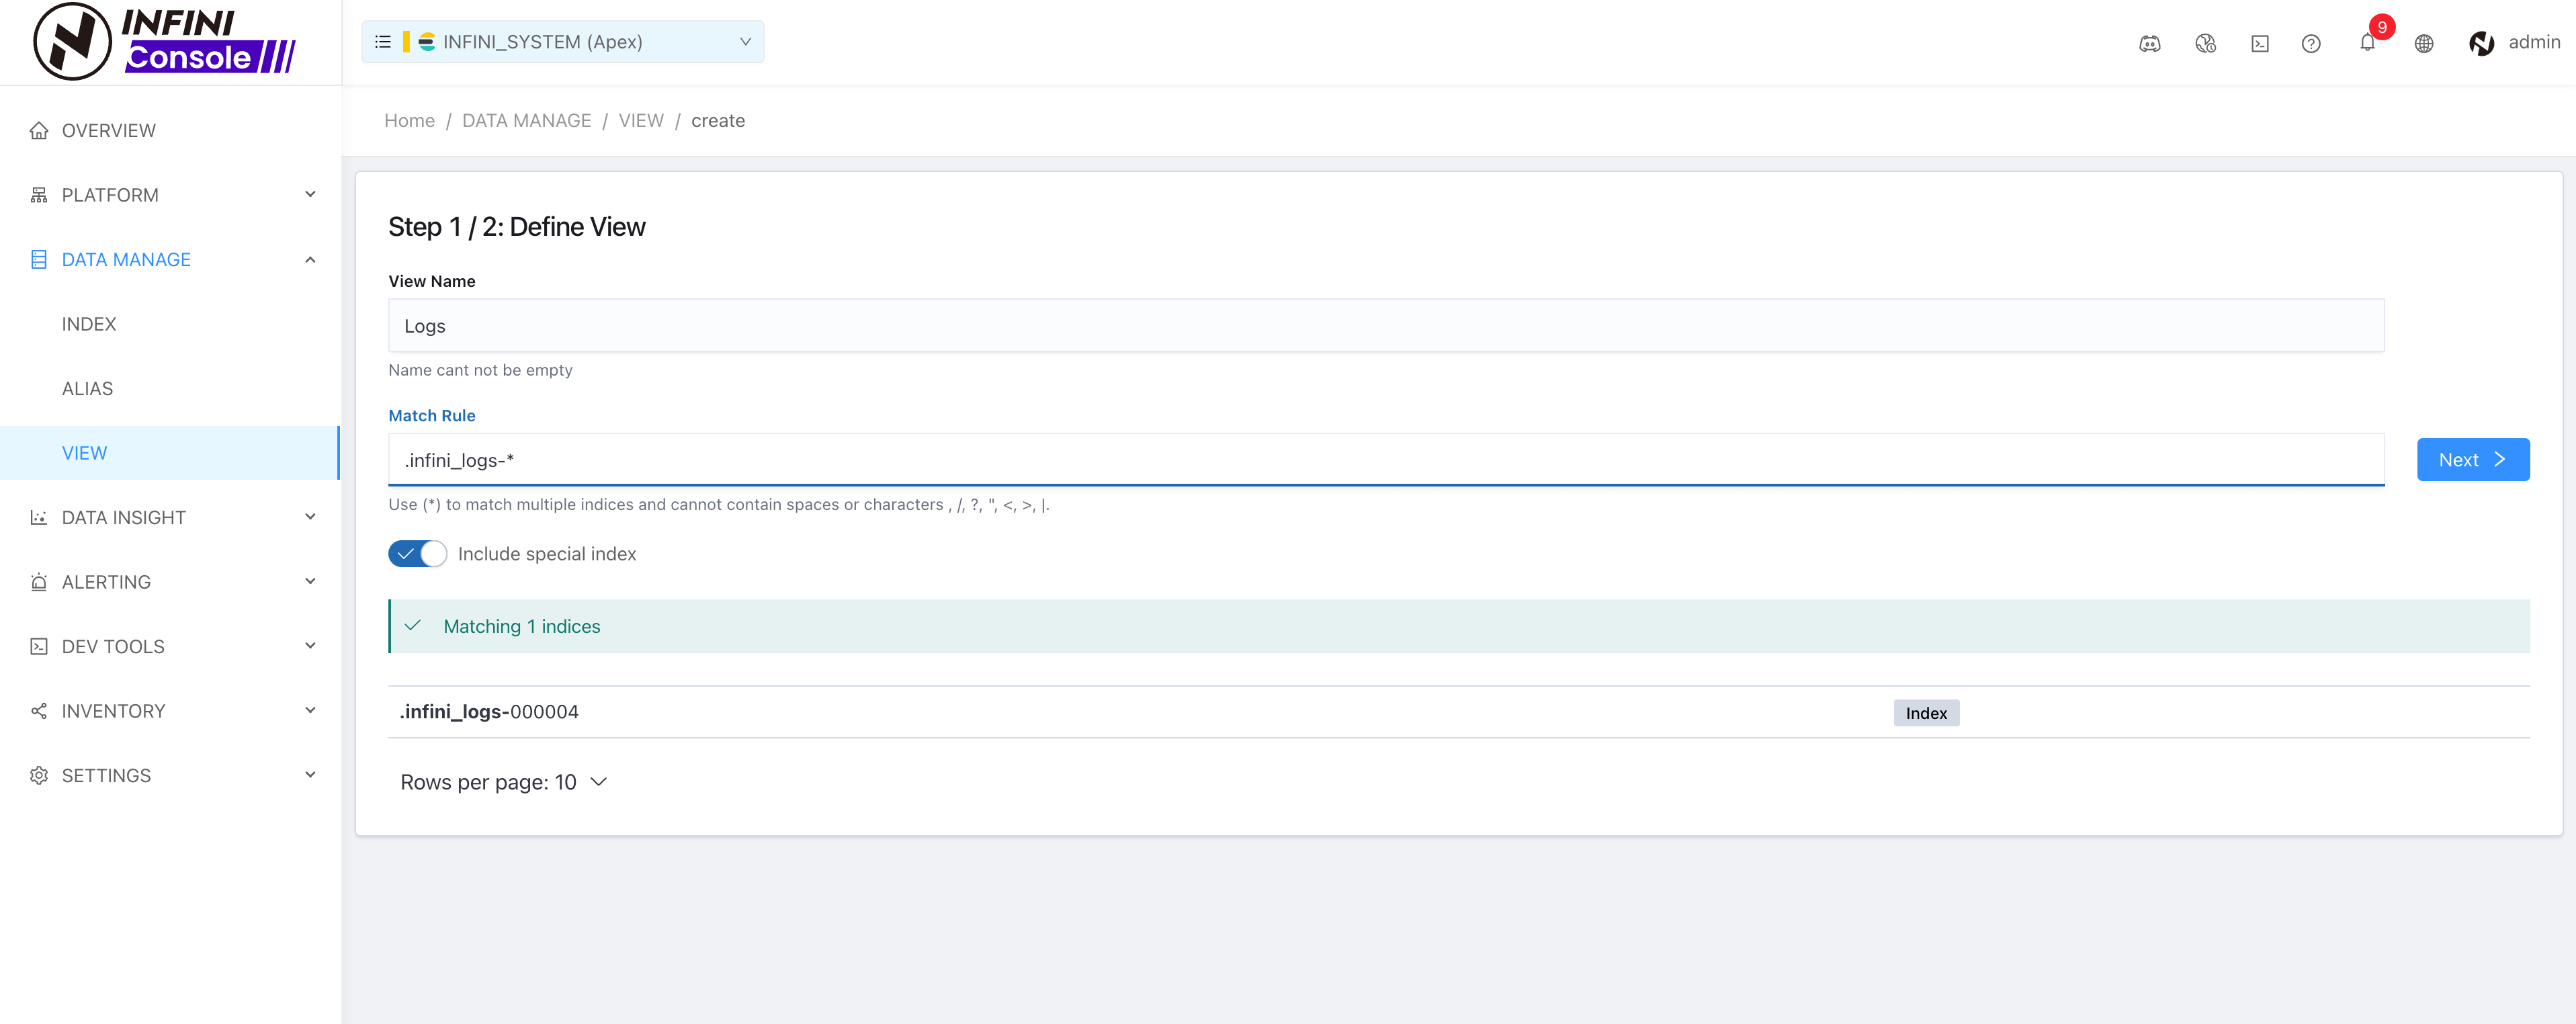 INFINI
Console
INFINI_SYSTEM (Apex)
9
admin
OVERVIEW
PLATFORM
DATA MANAGE
INDEX
ALIAS
VIEW
DATA INSIGHT
ALERTING
DEV TOOLS
INVENTORY
SETTINGS
Home / DATA MANAGE / VIEW / create
Step 1 / 2: Define View
View Name
Logs
Name cant not be empty
Match Rule
.infini_logs-*
Next
Use (*) to match multiple indices and cannot contain spaces or characters , /, ?, ", <, >, |.
Include special index
Matching 1 indices
.infini_logs-000004 Index
Rows per page: 10